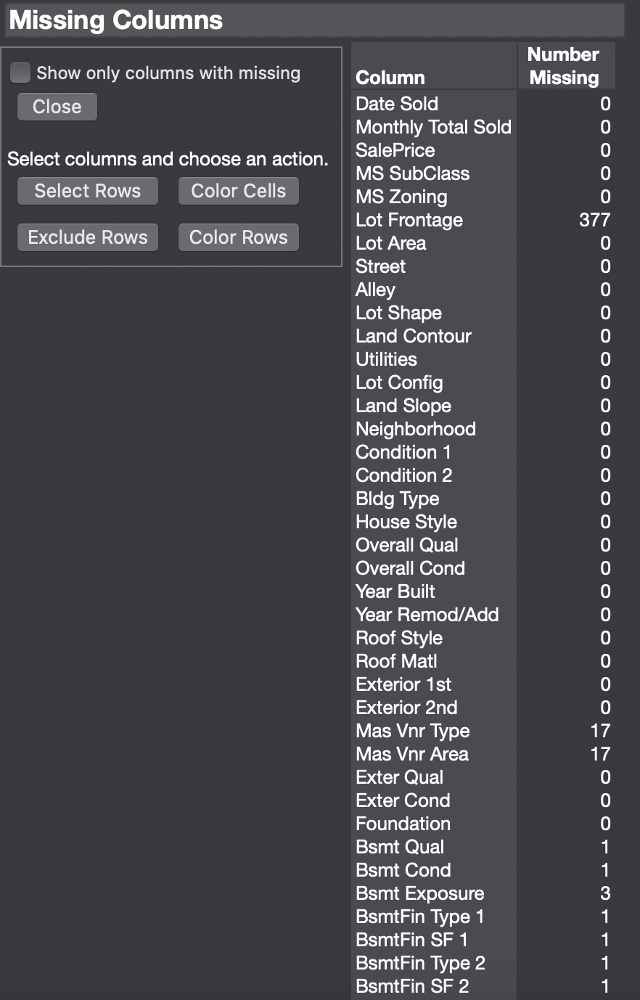 Missing Columns
Show only columns with missing
Close
Select columns and choose an action.
Select Rows Color Cells
Exclude Rows Color Rows
Column Number Missing
Date Sold 0
Monthly Total Sold 0
SalePrice 0
MS SubClass 0
MS Zoning 0
Lot Frontage 377
Lot Area 0
Street 0
Alley 0
Lot Shape 0
Land Contour 0
Utilities 0
Lot Config 0
Land Slope 0
Neighborhood 0
Condition 1 0
Condition 2 0
Bldg Type 0
House Style 0
Overall Qual 0
Overall Cond 0
Year Built 0
Year Remod/Add 0
Roof Style 0
Roof Matl 0
Exterior 1st 0
Exterior 2nd 0
Mas Vnr Type 17
Mas Vnr Area 17
Exter Qual 0
Exter Cond 0
Foundation 0
Bsmt Qual 1
Bsmt Cond 1
Bsmt Exposure 3
BsmtFin Type 1 1
BsmtFin SF 1 1
BsmtFin Type 2 1
BsmtFin SF 2 1